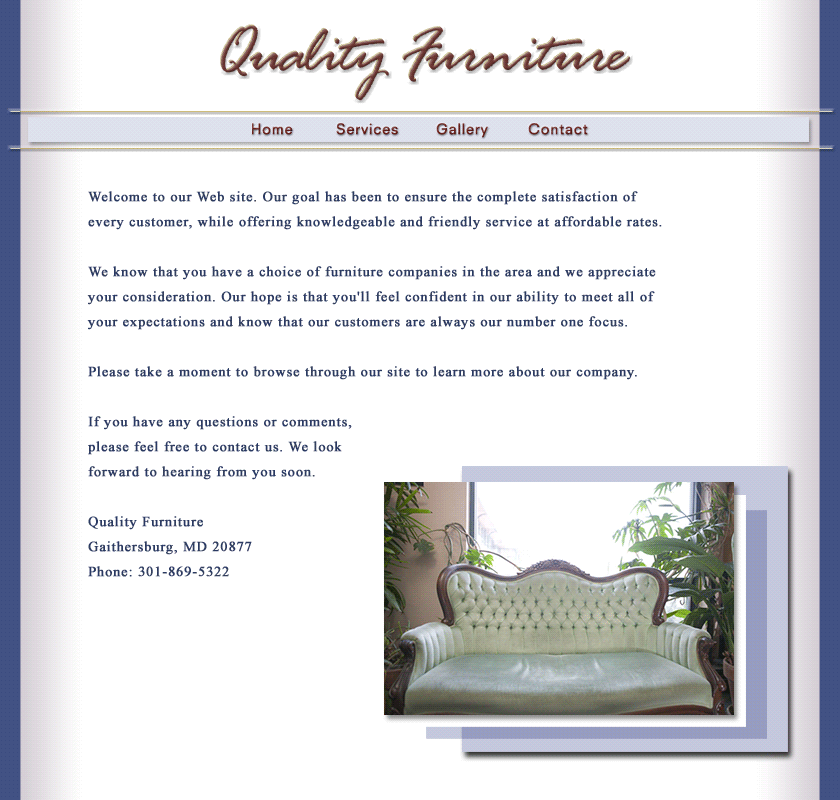 Quality Furniture
Home Services Gallery Contact
Welcome to our Web site. Our goal has been to ensure the complete satisfaction of
every customer, while offering knowledgeable and friendly service at affordable rates.
We know that you have a choice of furniture companies in the area and we appreciate
your consideration. Our hope is that you'll feel confident in our ability to meet all of
your expectations and know that our customers are always our number one focus.
Please take a moment to browse through our site to learn more about our company.
If you have any questions or comments,
please feel free to contact us. We look
forward to hearing from you soon.
Quality Furniture
Gaithersburg, MD 20877
Phone: 301-869-5322